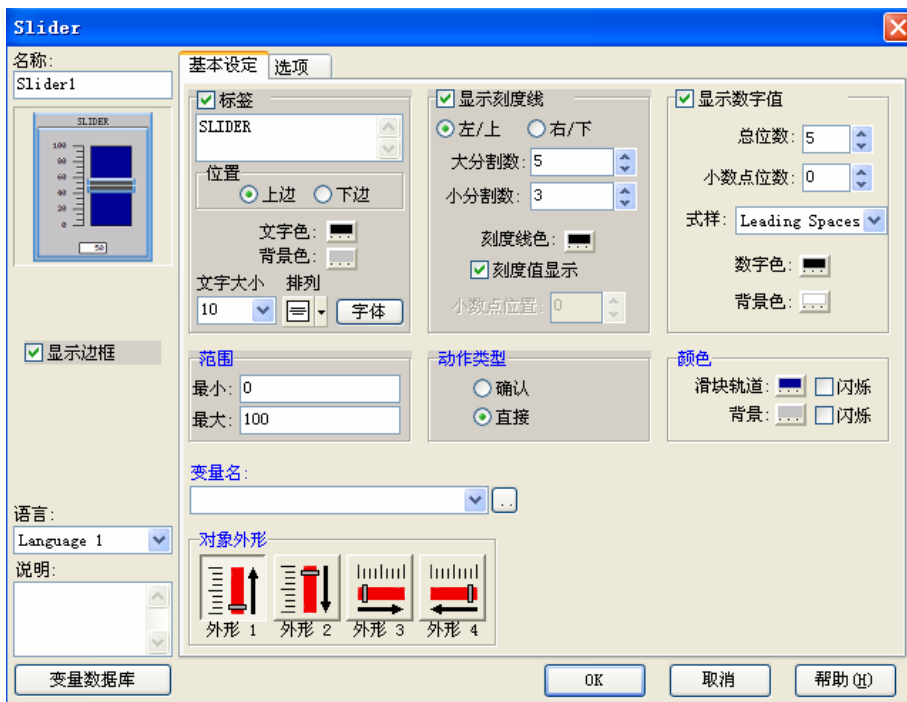 Slider
名称:
Slider1
SLIDER
100
80
60
40
20
0
50
显示边框
语言:
Language 1
说明:
变量数据库
基本设定
选项
标签
SLIDER
位置
上边 下边
文字色:
背景色:
文字大小 排列
10
字体
显示刻度线
左/上 右/下
大分割数: 5
小分割数: 3
刻度线色:
刻度值显示
小数点位置: 0
显示数字值
总位数: 5
小数点位数: 0
式样: Leading Spaces
数字色:
背景色:
范围
最小: 0
最大: 100
动作类型
确认
直接
颜色
滑块轨道: 闪烁
背景: 闪烁
变量名:
..
对象外形
外形 1 外形 2 外形 3 外形 4
OK
取消
帮助(H)